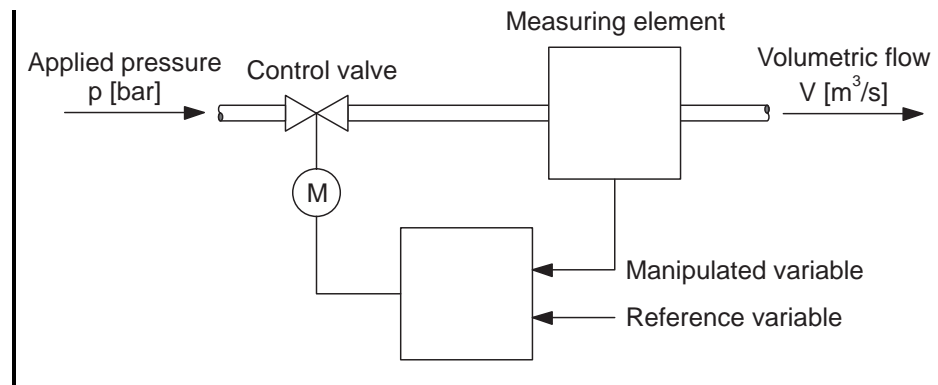 Measuring element
Applied pressure
p [bar]
Control valve
Volumetric flow
V [m³/s]
M
Manipulated variable
Reference variable